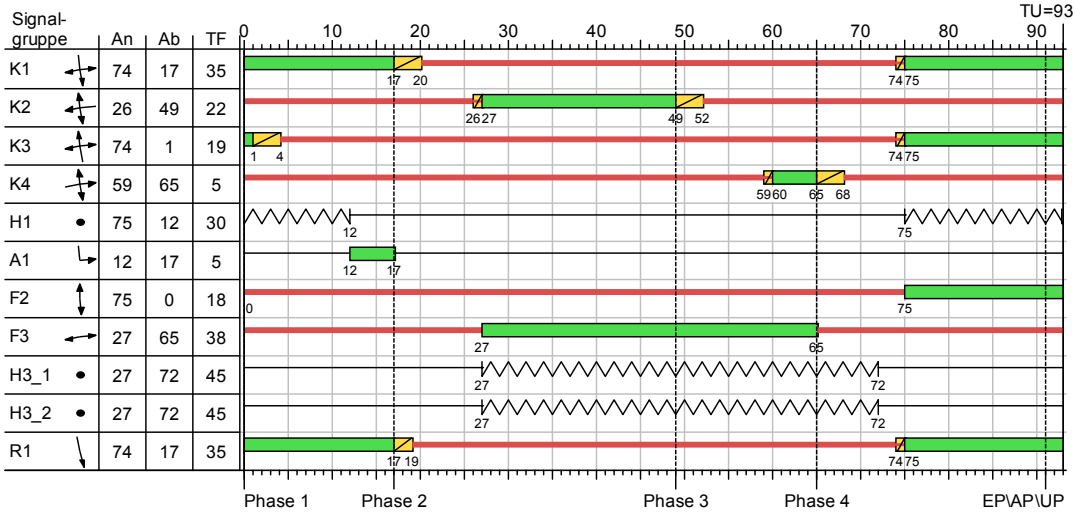 TU=93
Signal-
gruppe An Ab TF 0 10 20 30 40 50 60 70 80 90
K1 74 17 35 17 20 74 75
K2 26 49 22 26 27 49 52
K3 74 1 19 1 4 74 75
K4 59 65 5 59 60 65 68
H1 75 12 30 12 75
A1 12 17 5 12 17
F2 75 0 18 0 75
F3 27 65 38 27 65
H3_1 27 72 45 27 72
H3_2 27 72 45 27 72
R1 74 17 35 17 19 74 75
Phase 1 Phase 2 Phase 3 Phase 4 EP\AP\UP